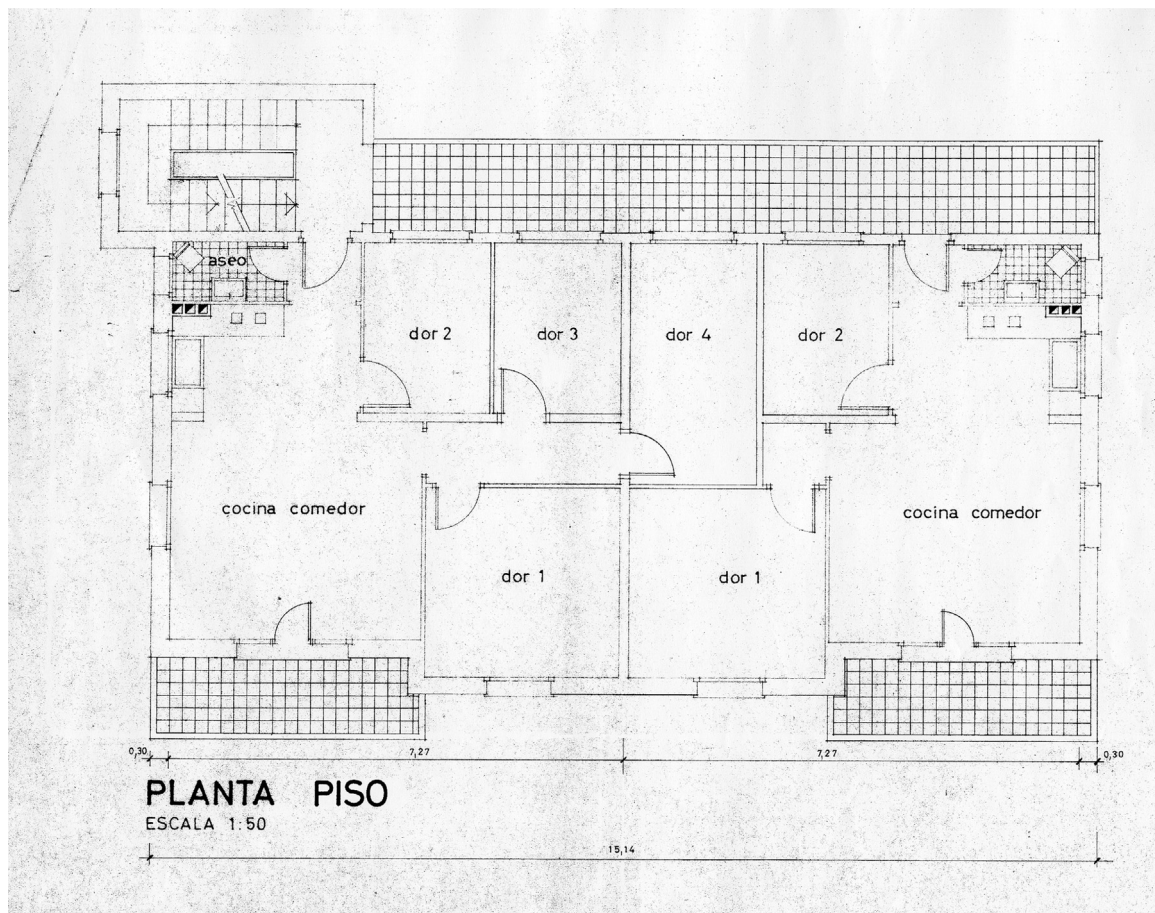 aseo
dor 2
dor 3
dor 4
dor 2
cocina comedor
cocina comedor
dor 1
dor 1
0,30
7,27
7,27
0,30
PLANTA PISO
ESCALA 1:50
15,14